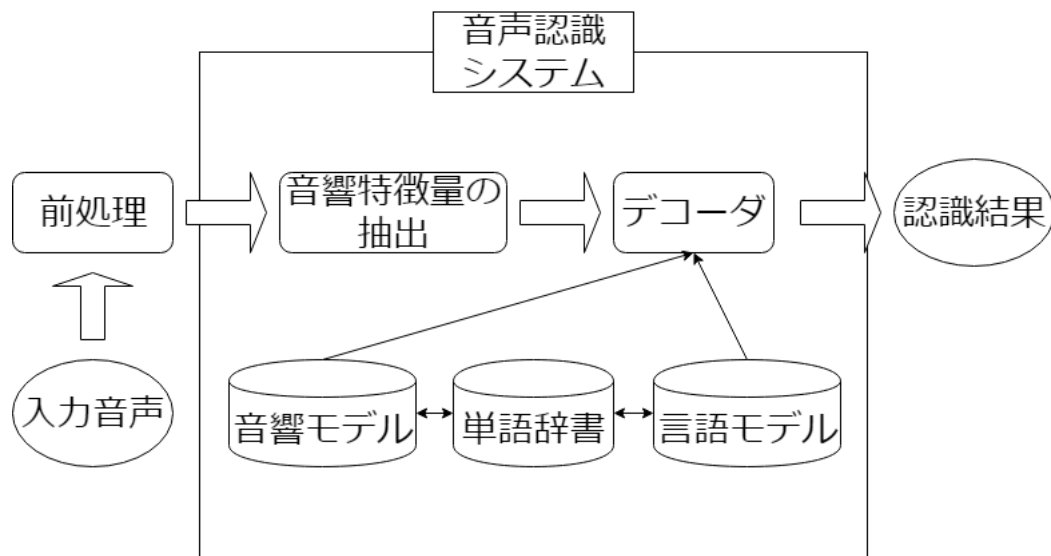 音声認識
システム
前処理
音響特徴量の
抽出
デコーダ
認識結果
入力音声
音響モデル
単語辞書
言語モデル